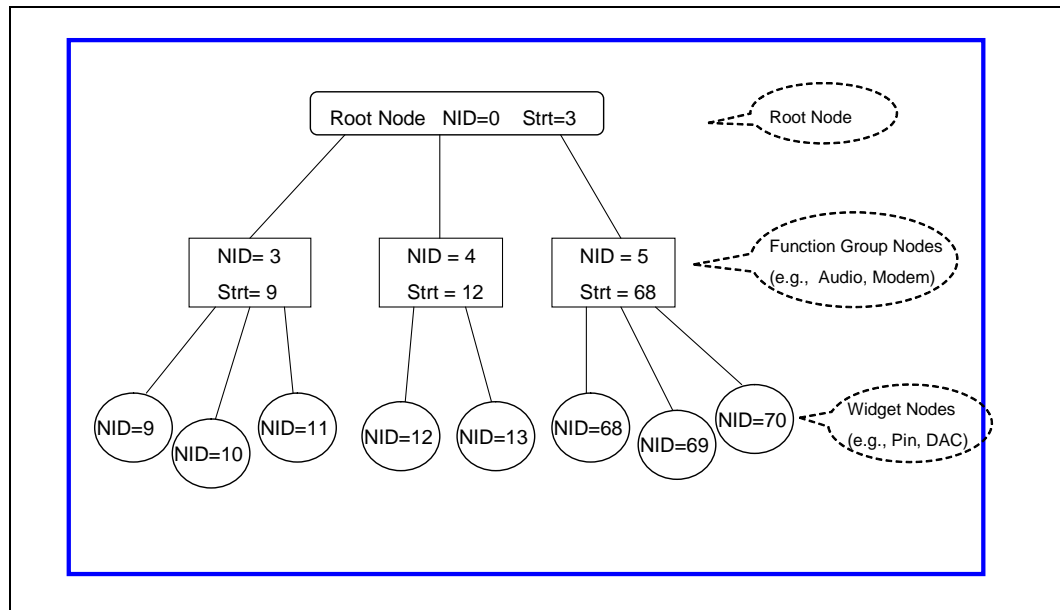 Root Node NID=0 Strt=3
Root Node
NID= 3
Strt= 9
NID = 4
Strt = 12
NID = 5
Strt = 68
Function Group Nodes
(e.g., Audio, Modem)
NID=9
NID=10
NID=11
NID=12
NID=13
NID=68
NID=69
NID=70
Widget Nodes
(e.g., Pin, DAC)